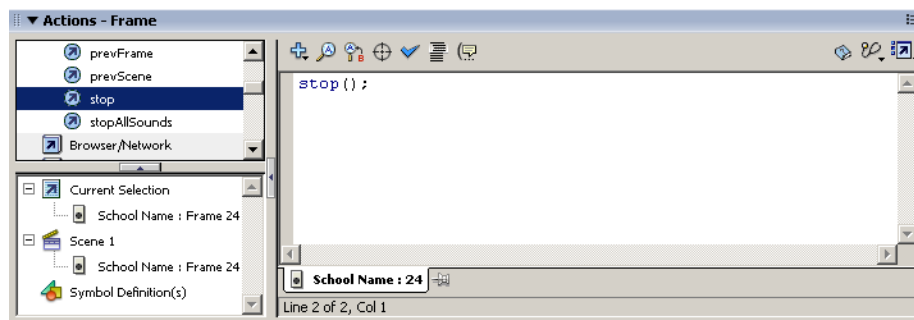 Actions - Frame
prevFrame
prevScene
stop
stopAllSounds
Browser/Network
Current Selection
School Name : Frame 24
Scene 1
School Name : Frame 24
Symbol Definition(s)
stop();
School Name : 24
Line 2 of 2, Col 1